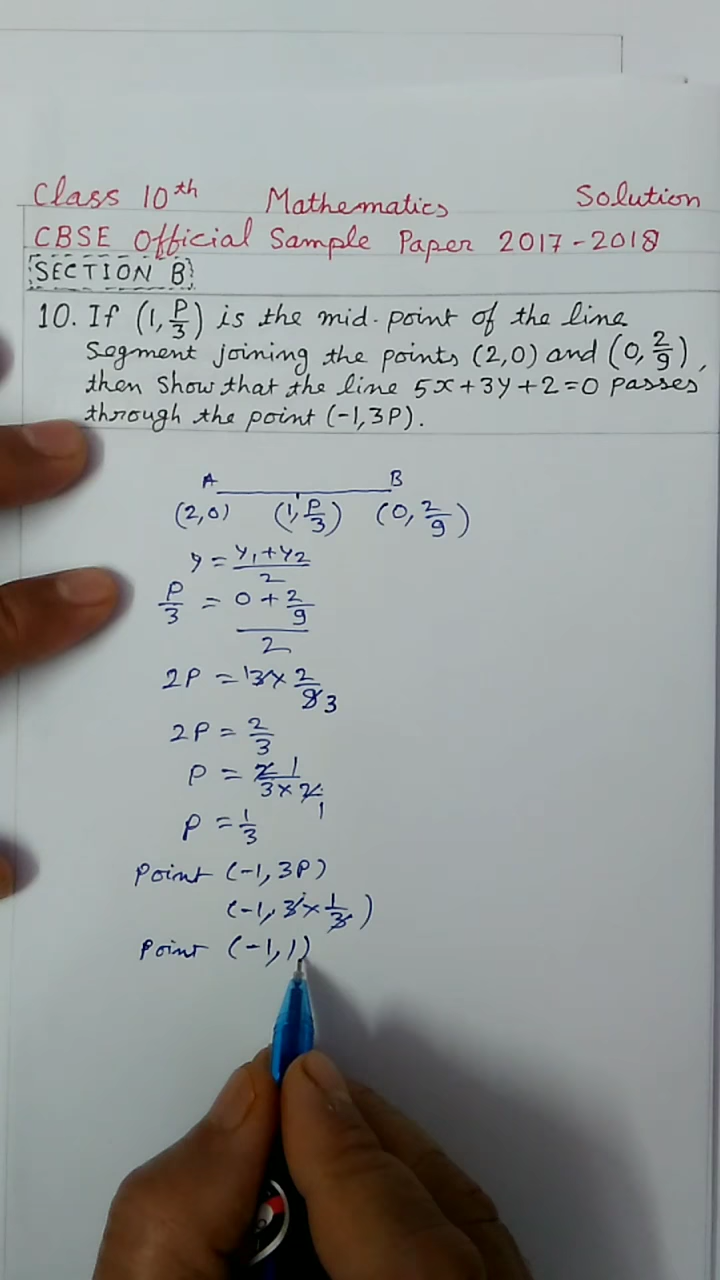 Class 10th Mathematics Solution
CBSE Official Sample Paper 2017-2018
SECTION B
10. If (1, P/3) is the mid-point of the line
Segment joining the points (2,0) and (0, 2/9),
then Show that the line 5x+3y+2=0 passes
through the point (-1,3P).
A B
(2,0) (1, P/3) (0, 2/9)
y = (y₁+y₂)/2
P/3 = (0 + 2/9)/2
2P = 3 × 2/9 1 3
2P = 2/3
P = 2/(3×2) 1 1
P = 1/3
Point (-1, 3P)
(-1, 3 × 1/3)
Point (-1, 1)